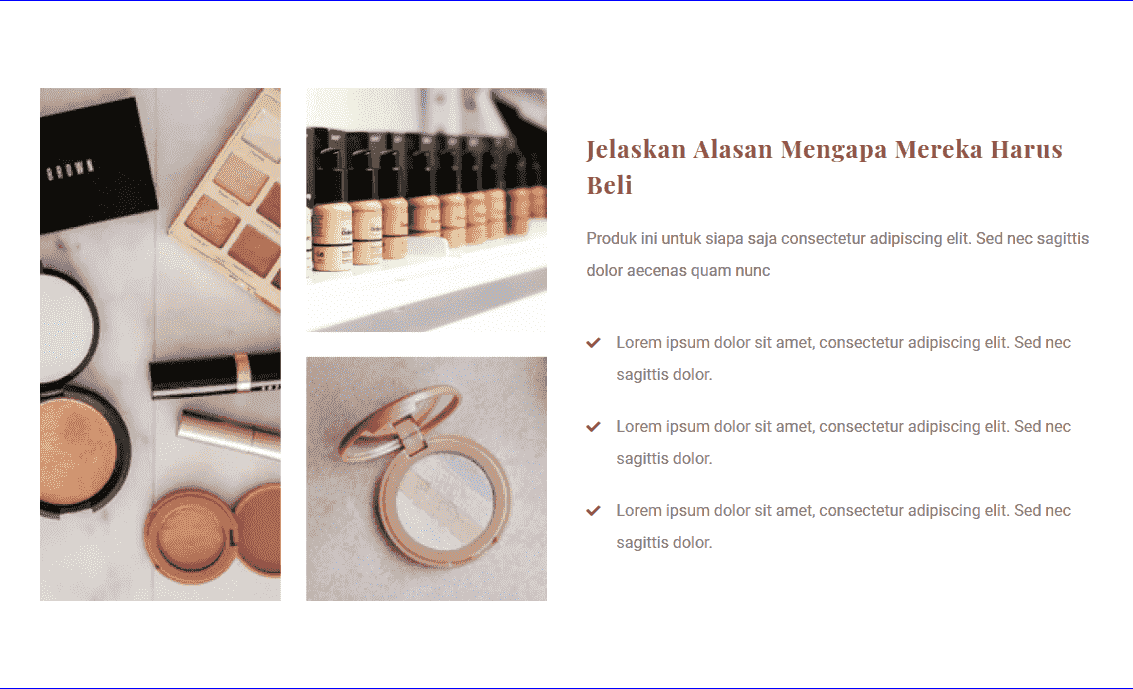 BROWN
Jelaskan Alasan Mengapa Mereka Harus
Beli
Produk ini untuk siapa saja consectetur adipiscing elit. Sed nec sagittis
dolor aecenas quam nunc
Lorem ipsum dolor sit amet, consectetur adipiscing elit. Sed nec
sagittis dolor.
Lorem ipsum dolor sit amet, consectetur adipiscing elit. Sed nec
sagittis dolor.
Lorem ipsum dolor sit amet, consectetur adipiscing elit. Sed nec
sagittis dolor.